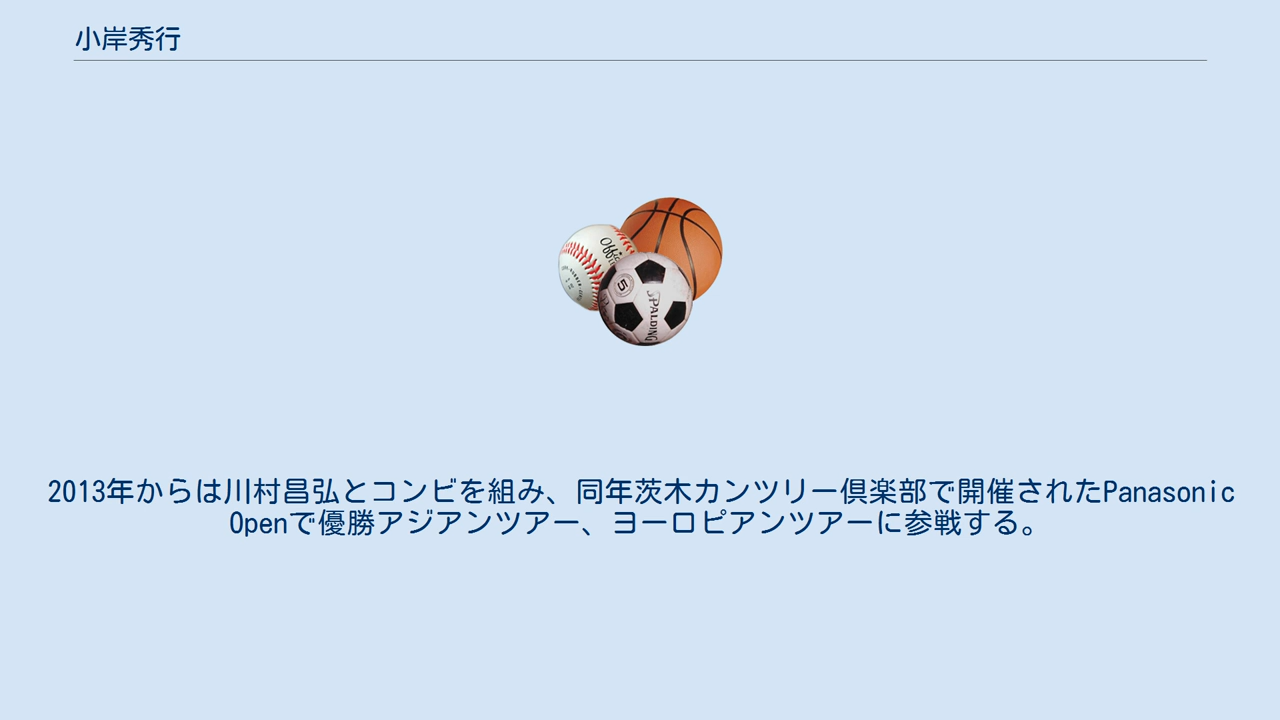 小岸秀行
5
SPALDING
2013年からは川村昌弘とコンビを組み、同年茨木カンツリー倶楽部で開催されたPanasonic
Openで優勝アジアンツアー、ヨーロピアンツアーに参戦する。